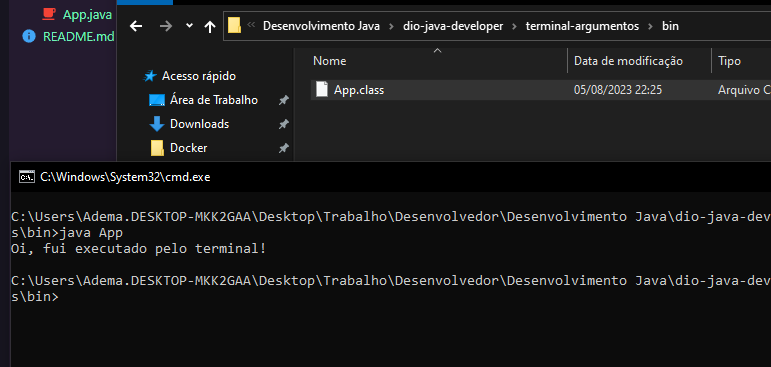 App.java
README.md
Desenvolvimento Java > dio-java-developer > terminal-argumentos > bin
Nome Data de modificação Tipo
Acesso rápido
App.class 05/08/2023 22:25 Arquivo C
Área de Trabalho
Downloads
Docker
C:\Windows\System32\cmd.exe
C:\Users\Adema.DESKTOP-MKK2GAA\Desktop\Trabalho\Desenvolvedor\Desenvolvimento Java\dio-java-dev
s\bin>java App
Oi, fui executado pelo terminal!
C:\Users\Adema.DESKTOP-MKK2GAA\Desktop\Trabalho\Desenvolvedor\Desenvolvimento Java\dio-java-dev
s\bin>